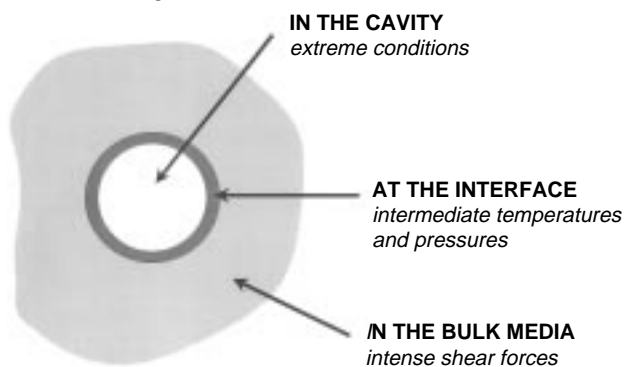 IN THE CAVITY
extreme conditions
AT THE INTERFACE
intermediate temperatures
and pressures
IN THE BULK MEDIA
intense shear forces